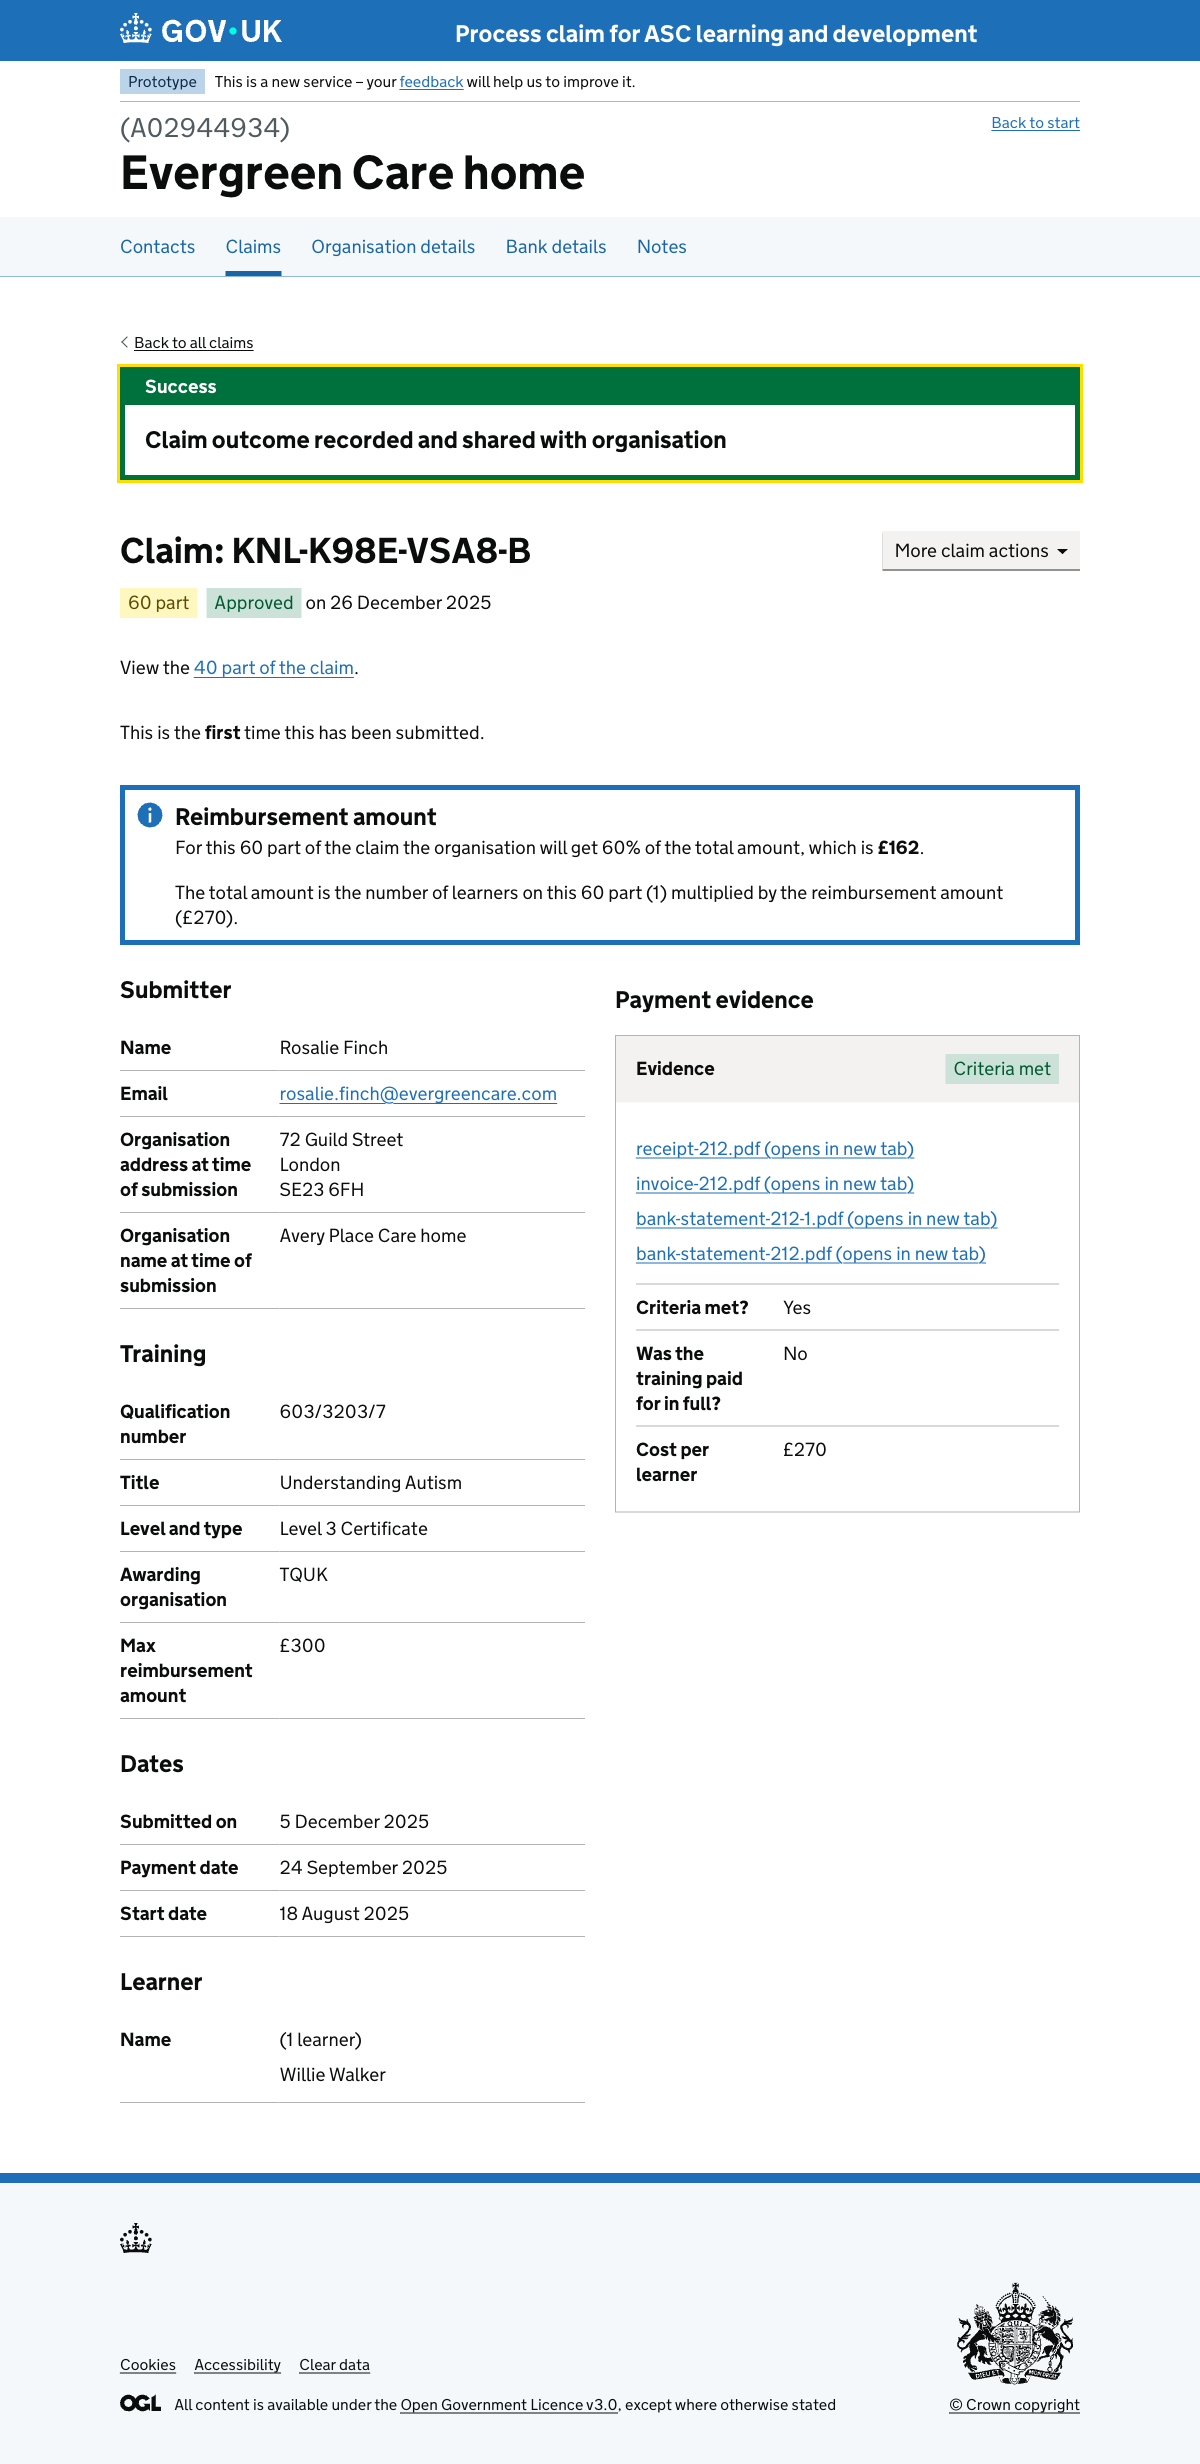 GOV·UK
Process claim for ASC learning and development
Prototype This is a new service – your feedback will help us to improve it.
(A02944934)
Back to start
Evergreen Care home
Contacts Claims Organisation details Bank details Notes
Back to all claims
Success
Claim outcome recorded and shared with organisation
Claim: KNL-K98E-VSA8-B
More claim actions
60 part Approved on 26 December 2025
View the 40 part of the claim.
This is the first time this has been submitted.
Reimbursement amount
For this 60 part of the claim the organisation will get 60% of the total amount, which is £162.
The total amount is the number of learners on this 60 part (1) multiplied by the reimbursement amount
(£270).
Submitter
Name Rosalie Finch
Email rosalie.finch@evergreencare.com
Organisation 72 Guild Street
address at time London
of submission SE23 6FH
Organisation Avery Place Care home
name at time of
submission
Training
Qualification 603/3203/7
number
Title Understanding Autism
Level and type Level 3 Certificate
Awarding TQUK
organisation
Max £300
reimbursement
amount
Dates
Submitted on 5 December 2025
Payment date 24 September 2025
Start date 18 August 2025
Learner
Name (1 learner)
Willie Walker
Payment evidence
Evidence Criteria met
receipt-212.pdf (opens in new tab)
invoice-212.pdf (opens in new tab)
bank-statement-212-1.pdf (opens in new tab)
bank-statement-212.pdf (opens in new tab)
Criteria met? Yes
Was the No
training paid
for in full?
Cost per £270
learner
Cookies Accessibility Clear data
OGL All content is available under the Open Government Licence v3.0, except where otherwise stated
© Crown copyright